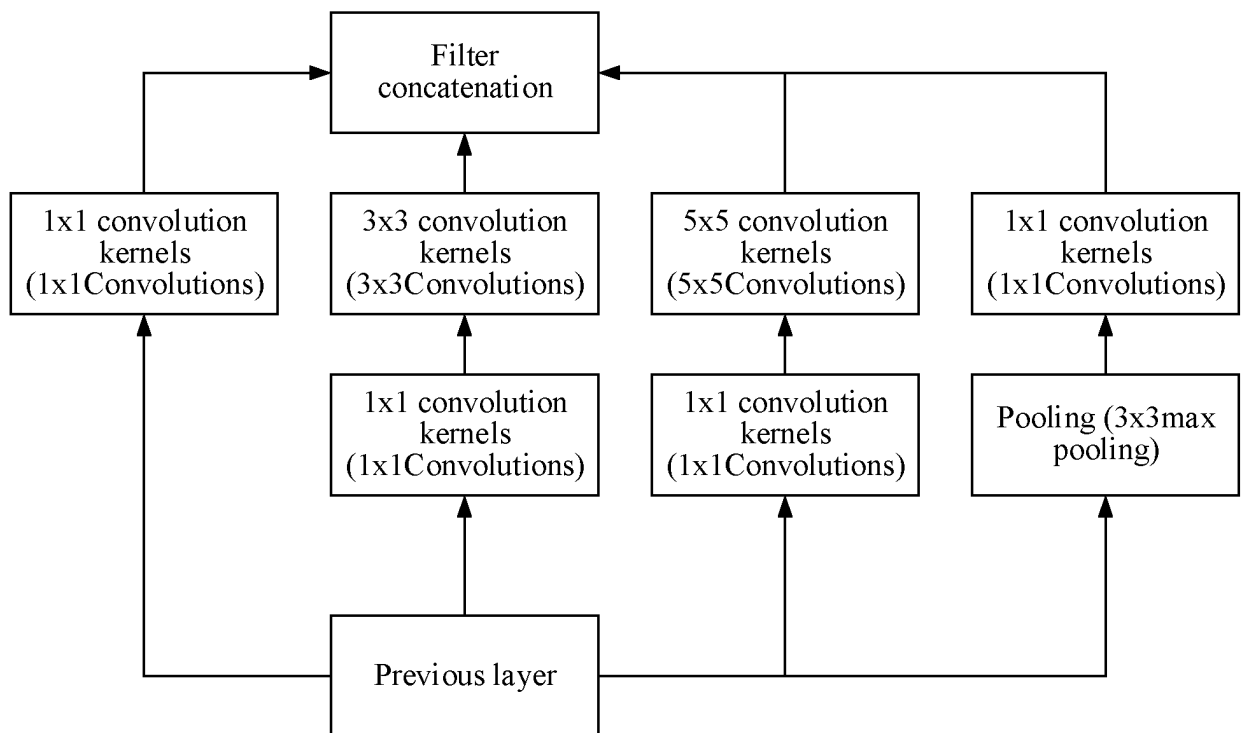 Filter
concatenation
1x1 convolution
kernels
(1x1Convolutions)
3x3 convolution
kernels
(3x3Convolutions)
5x5 convolution
kernels
(5x5Convolutions)
1x1 convolution
kernels
(1x1Convolutions)
1x1 convolution
kernels
(1x1Convolutions)
1x1 convolution
kernels
(1x1Convolutions)
Pooling (3x3max
pooling)
Previous layer